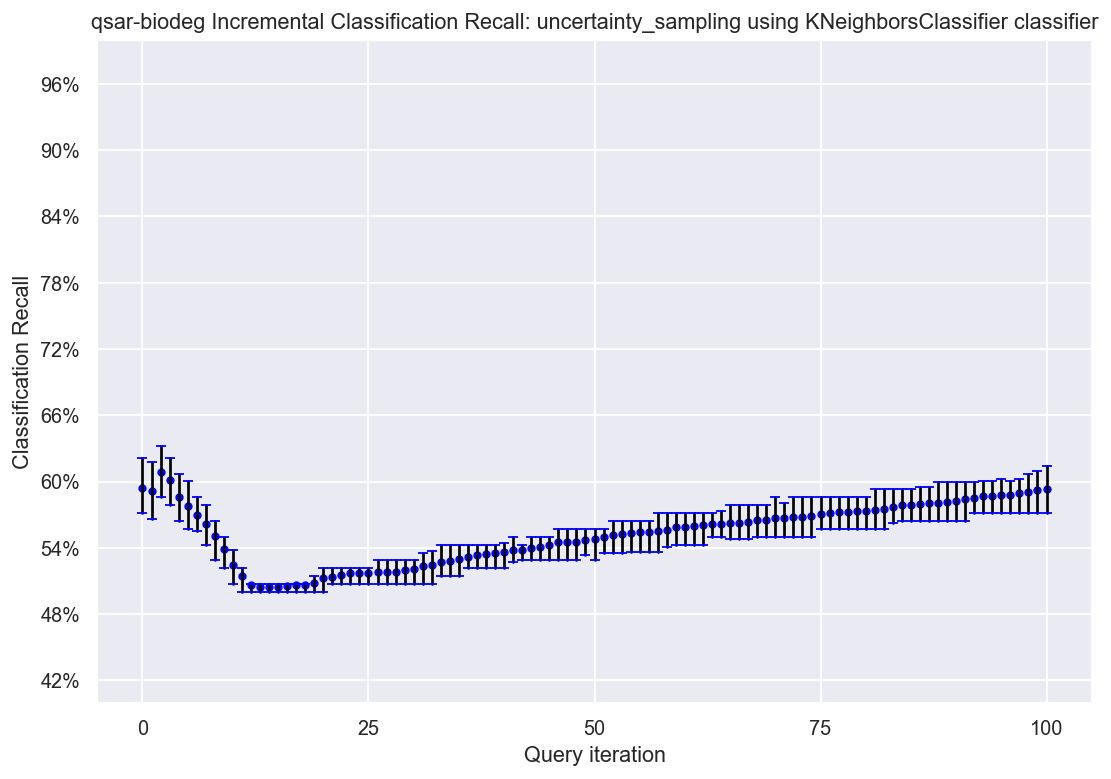 qsar-biodeg Incremental Classification Recall: uncertainty_sampling using KNeighborsClassifier classifier
96%
90%
84%
78%
72%
66%
60%
54%
48%
42%
Classification Recall
0 25 50 75 100
Query iteration